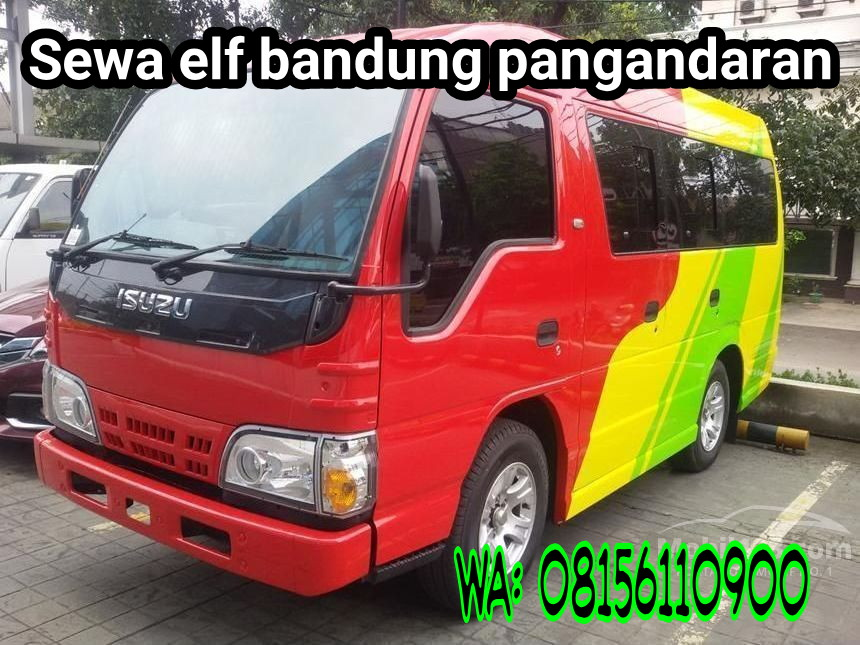 Sewa elf bandung pangandaran
ISUZU
WA: 08156110900